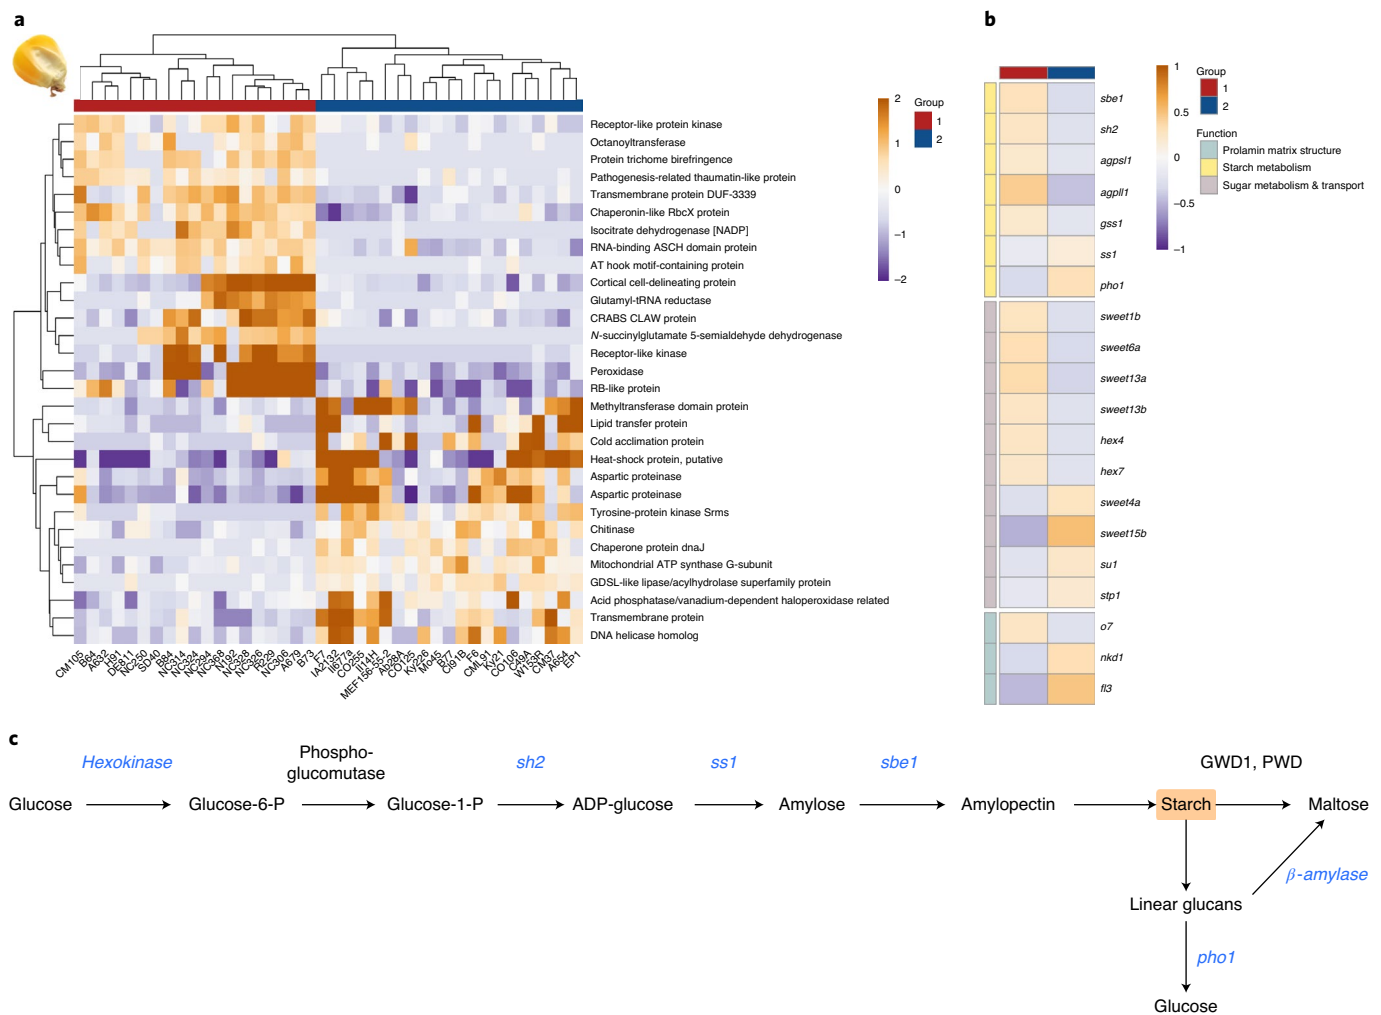 a
b
2
1
0
−1
−2
Group
1
2
Receptor-like protein kinase
Octanoyltransferase
Protein trichome birefringence
Pathogenesis-related thaumatin-like protein
Transmembrane protein DUF-3339
Chaperonin-like RbcX protein
Isocitrate dehydrogenase [NADP]
RNA-binding ASCH domain protein
AT hook motif-containing protein
Cortical cell-delineating protein
Glutamyl-tRNA reductase
CRABS CLAW protein
N-succinylglutamate 5-semialdehyde dehydrogenase
Receptor-like kinase
Peroxidase
RB-like protein
Methyltransferase domain protein
Lipid transfer protein
Cold acclimation protein
Heat-shock protein, putative
Aspartic proteinase
Aspartic proteinase
Tyrosine-protein kinase Srms
Chitinase
Chaperone protein dnaJ
Mitochondrial ATP synthase G-subunit
GDSL-like lipase/acylhydrolase superfamily protein
Acid phosphatase/vanadium-dependent haloperoxidase related
Transmembrane protein
DNA helicase homolog
CM105
B64
A632
H91
DE811
NC250
SD40
B84
NC314
NC324
NC294
NC368
N192
NC328
NC326
R229
NC306
A679
B73
F7
IA2132
Il677a
CO255
Il14H
MEF156-55-2
Ab28A
CO125
Ky226
Mo45
B77
CI91B
F6
CML91
Ky21
CO106
C49A
W153R
CM37
A654
EP1
sbe1
sh2
agpsl1
agpll1
gss1
ss1
pho1
sweet1b
sweet6a
sweet13a
sweet13b
hex4
hex7
sweet4a
sweet15b
su1
stp1
o7
nkd1
fl3
1
0.5
0
−0.5
−1
Group
1
2
Function
Prolamin matrix structure
Starch metabolism
Sugar metabolism & transport
c
Hexokinase
Phospho-
glucomutase
sh2
ss1
sbe1
GWD1, PWD
Glucose
Glucose-6-P
Glucose-1-P
ADP-glucose
Amylose
Amylopectin
Starch
Maltose
β-amylase
Linear glucans
pho1
Glucose